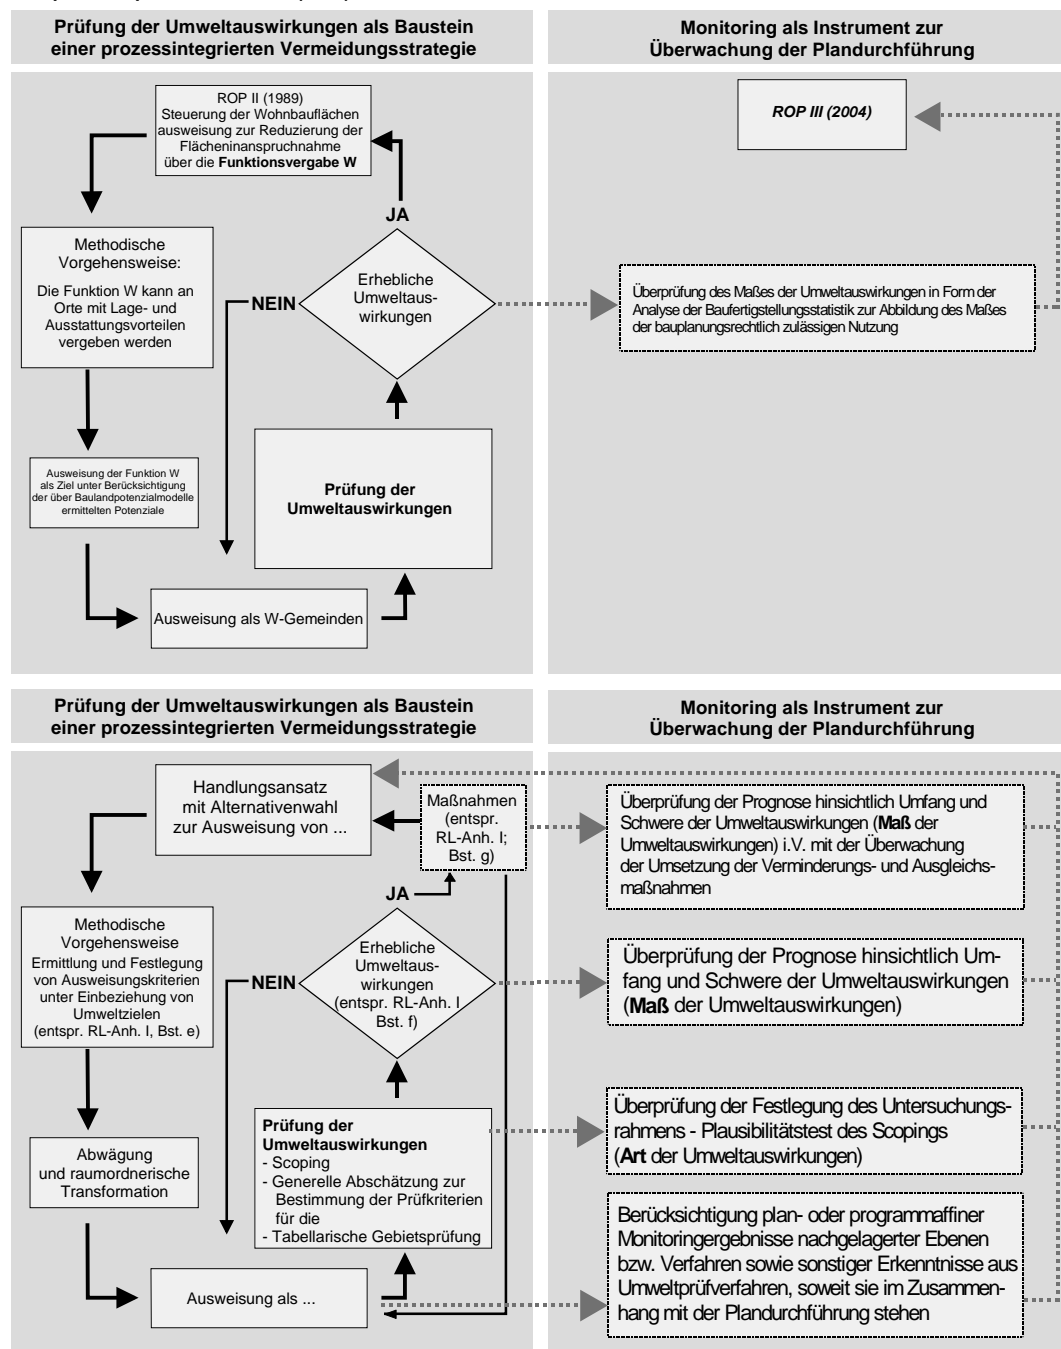 Prüfung der Umweltauswirkungen als Baustein
einer prozessintegrierten Vermeidungsstrategie
Monitoring als Instrument zur
Überwachung der Plandurchführung
ROP II (1989)
Steuerung der Wohnbauflächen
ausweisung zur Reduzierung der
Flächeninanspruchnahme
über die Funktionsvergabe W
ROP III (2004)
JA
Methodische
Vorgehensweise:
Die Funktion W kann an
Orte mit Lage- und
Ausstattungsvorteilen
vergeben werden
NEIN
Erhebliche
Umweltaus-
wirkungen
Überprüfung des Maßes der Umweltauswirkungen in Form der
Analyse der Baufertigstellungsstatistik zur Abbildung des Maßes
der bauplanungsrechtlich zulässigen Nutzung
Ausweisung der Funktion W
als Ziel unter Berücksichtigung
der über Baulandpotenzialmodelle
ermittelten Potenziale
Prüfung der
Umweltauswirkungen
Ausweisung als W-Gemeinden
Prüfung der Umweltauswirkungen als Baustein
einer prozessintegrierten Vermeidungsstrategie
Monitoring als Instrument zur
Überwachung der Plandurchführung
Handlungsansatz
mit Alternativenwahl
zur Ausweisung von ...
Maßnahmen
(entspr.
RL-Anh. I;
Bst. g)
Überprüfung der Prognose hinsichtlich Umfang und
Schwere der Umweltauswirkungen (Maß der
Umweltauswirkungen) i.V. mit der Überwachung
der Umsetzung der Verminderungs- und Ausgleichs-
maßnahmen
JA
Methodische
Vorgehensweise
Ermittlung und Festlegung
von Ausweisungskriterien
unter Einbeziehung von
Umweltzielen
(entspr. RL-Anh. I, Bst. e)
NEIN
Erhebliche
Umweltaus-
wirkungen
(entspr. RL-Anh. I
Bst. f)
Überprüfung der Prognose hinsichtlich Um-
fang und Schwere der Umweltauswirkungen
(Maß der Umweltauswirkungen)
Abwägung
und raumordnerische
Transformation
Prüfung der
Umweltauswirkungen
- Scoping
- Generelle Abschätzung zur
Bestimmung der Prüfkriterien
für die
- Tabellarische Gebietsprüfung
Überprüfung der Festlegung des Untersuchungs-
rahmens - Plausibilitätstest des Scopings
(Art der Umweltauswirkungen)
Ausweisung als ...
Berücksichtigung plan- oder programmaffiner
Monitoringergebnisse nachgelagerter Ebenen
bzw. Verfahren sowie sonstiger Erkenntnisse aus
Umweltprüfverfahren, soweit sie im Zusammen-
hang mit der Plandurchführung stehen